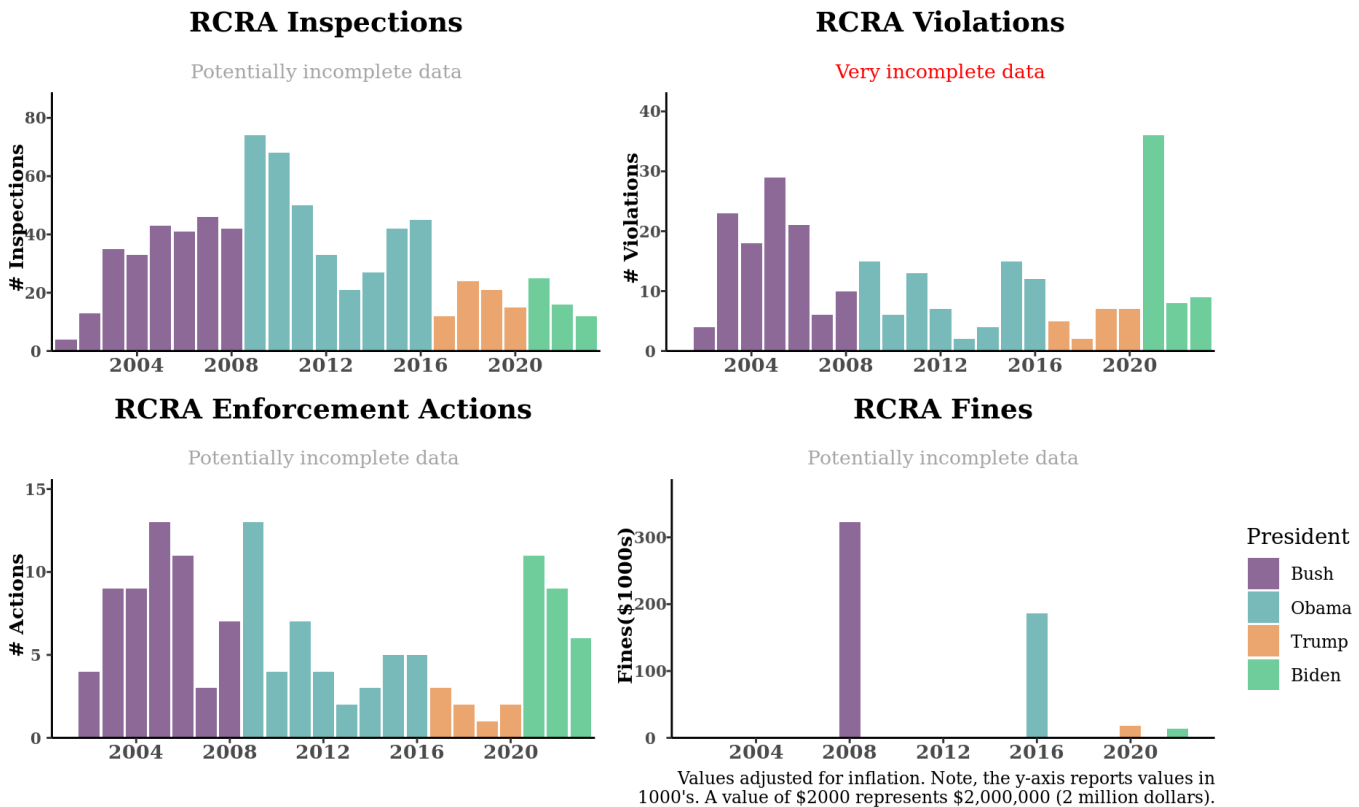 RCRA Inspections
Potentially incomplete data
# Inspections
80
60
40
20
0
2004 2008 2012 2016 2020
RCRA Violations
Very incomplete data
# Violations
40
30
20
10
0
2004 2008 2012 2016 2020
RCRA Enforcement Actions
Potentially incomplete data
# Actions
15
10
5
0
2004 2008 2012 2016 2020
RCRA Fines
Potentially incomplete data
Fines($1000s)
300
200
100
0
2004 2008 2012 2016 2020
President
Bush
Obama
Trump
Biden
Values adjusted for inflation. Note, the y-axis reports values in
1000's. A value of $2000 represents $2,000,000 (2 million dollars).